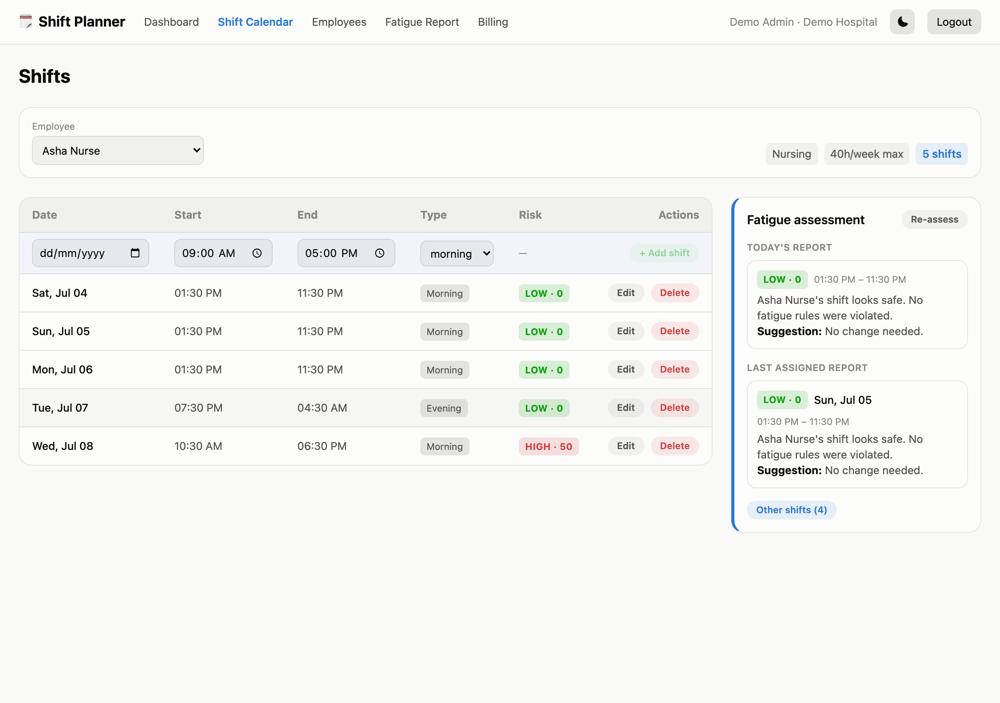 Shift Planner Dashboard Shift Calendar Employees Fatigue Report Billing Demo Admin · Demo Hospital Logout
Shifts
Employee
Asha Nurse
Nursing 40h/week max 5 shifts
Date Start End Type Risk Actions
dd/mm/yyyy 09:00 AM 05:00 PM morning — + Add shift
Sat, Jul 04 01:30 PM 11:30 PM Morning LOW · 0 Edit Delete
Sun, Jul 05 01:30 PM 11:30 PM Morning LOW · 0 Edit Delete
Mon, Jul 06 01:30 PM 11:30 PM Morning LOW · 0 Edit Delete
Tue, Jul 07 07:30 PM 04:30 AM Evening LOW · 0 Edit Delete
Wed, Jul 08 10:30 AM 06:30 PM Morning HIGH · 50 Edit Delete
Fatigue assessment Re-assess
TODAY'S REPORT
LOW · 0 01:30 PM – 11:30 PM
Asha Nurse's shift looks safe. No
fatigue rules were violated.
Suggestion: No change needed.
LAST ASSIGNED REPORT
LOW · 0 Sun, Jul 05
01:30 PM – 11:30 PM
Asha Nurse's shift looks safe. No
fatigue rules were violated.
Suggestion: No change needed.
Other shifts (4)